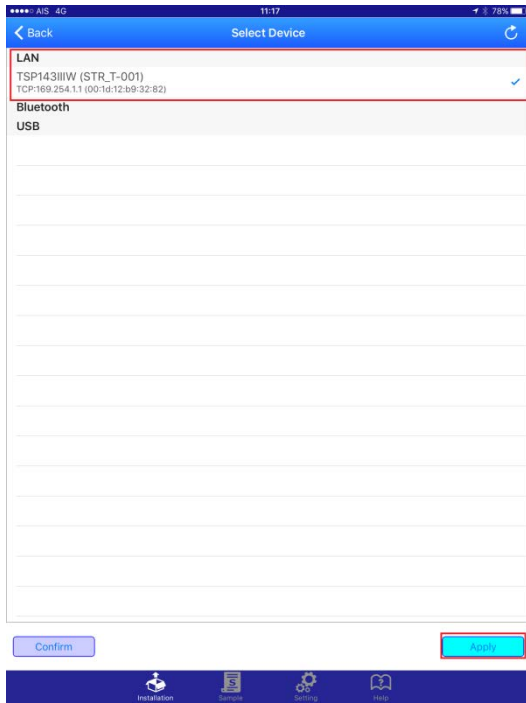 AIS 4G 11:17 78%
Back Select Device
LAN
TSP143IIIW (STR_T-001)
TCP:169.254.1.1 (00:1d:12:b9:32:82)
Bluetooth
USB
Confirm Apply
Installation Sample Setting Help